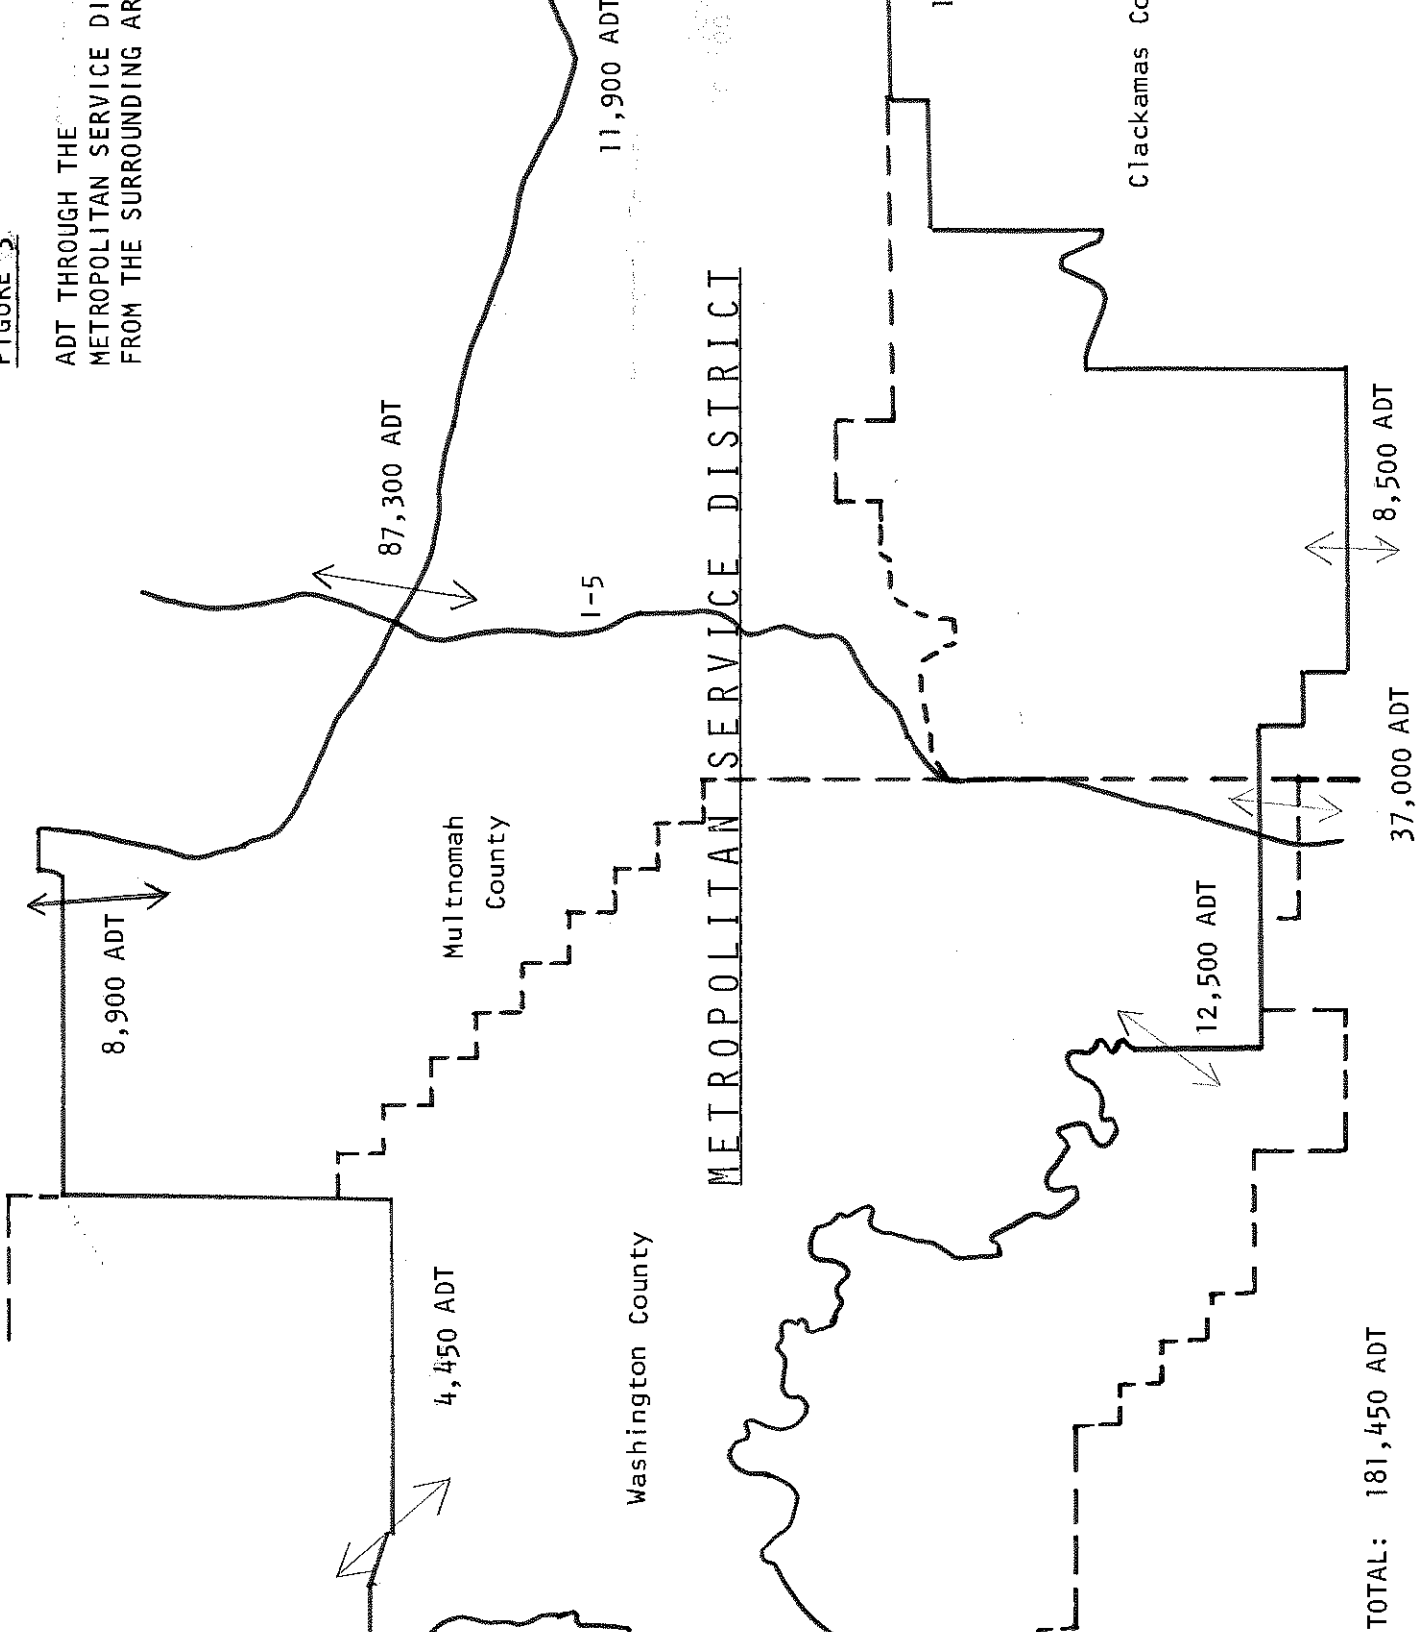 FIGURE
ADT THROUGH THE
METROPOLITAN SERVICE DI
FROM THE SURROUNDING AR
8,900 ADT
87,300 ADT
11,900 ADT
4,450 ADT
Multnomah
County
I-5
Washington County
METROPOLITAN SERVICE DISTRICT
Clackamas Co
12,500 ADT
37,000 ADT
8,500 ADT
TOTAL: 181,450 ADT